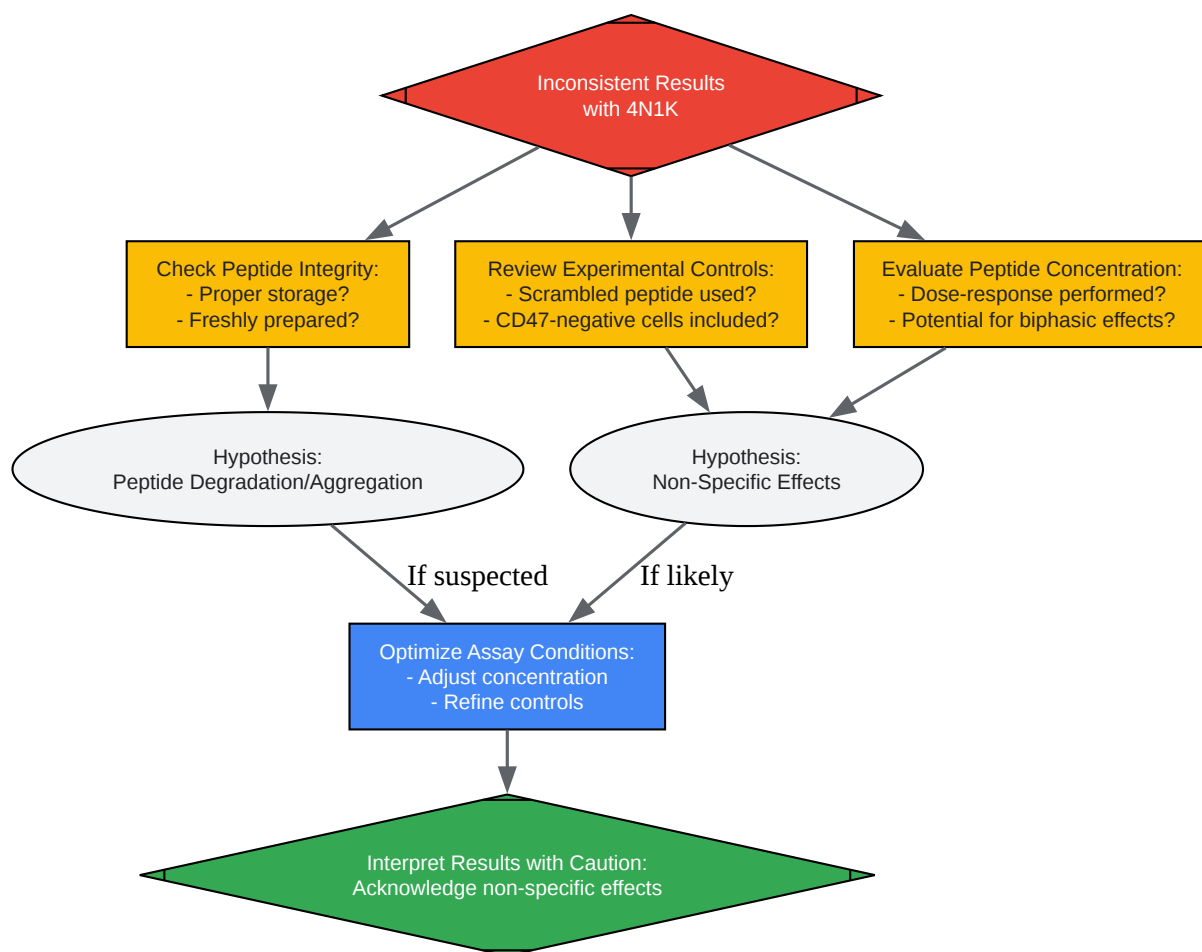 Inconsistent Results
with 4N1K
Check Peptide Integrity:
- Proper storage?
- Freshly prepared?
Review Experimental Controls:
- Scrambled peptide used?
- CD47-negative cells included?
Evaluate Peptide Concentration:
- Dose-response performed?
- Potential for biphasic effects?
Hypothesis:
Peptide Degradation/Aggregation
Hypothesis:
Non-Specific Effects
If suspected
If likely
Optimize Assay Conditions:
- Adjust concentration
- Refine controls
Interpret Results with Caution:
Acknowledge non-specific effects